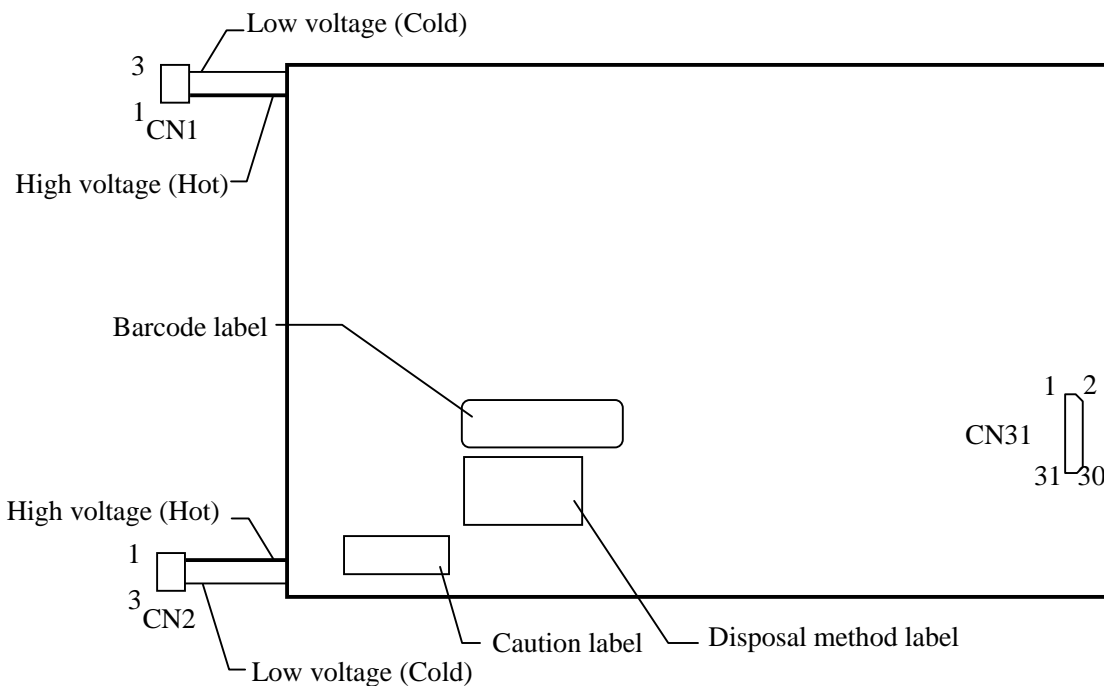 Low voltage (Cold)
3
1
CN1
High voltage (Hot)
Barcode label
1 2
CN31
31 30
High voltage (Hot)
1
3
CN2
Caution label
Disposal method label
Low voltage (Cold)